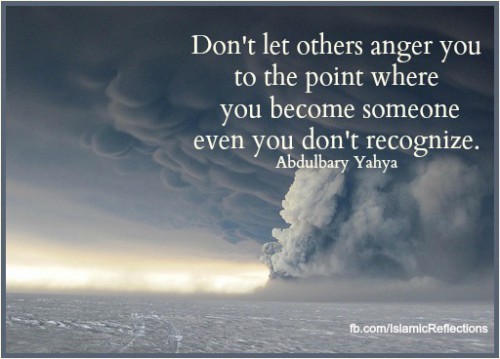 Don't let others anger you
to the point where
you become someone
even you don't recognize.
Abdulbary Yahya
fb.com/IslamicReflections